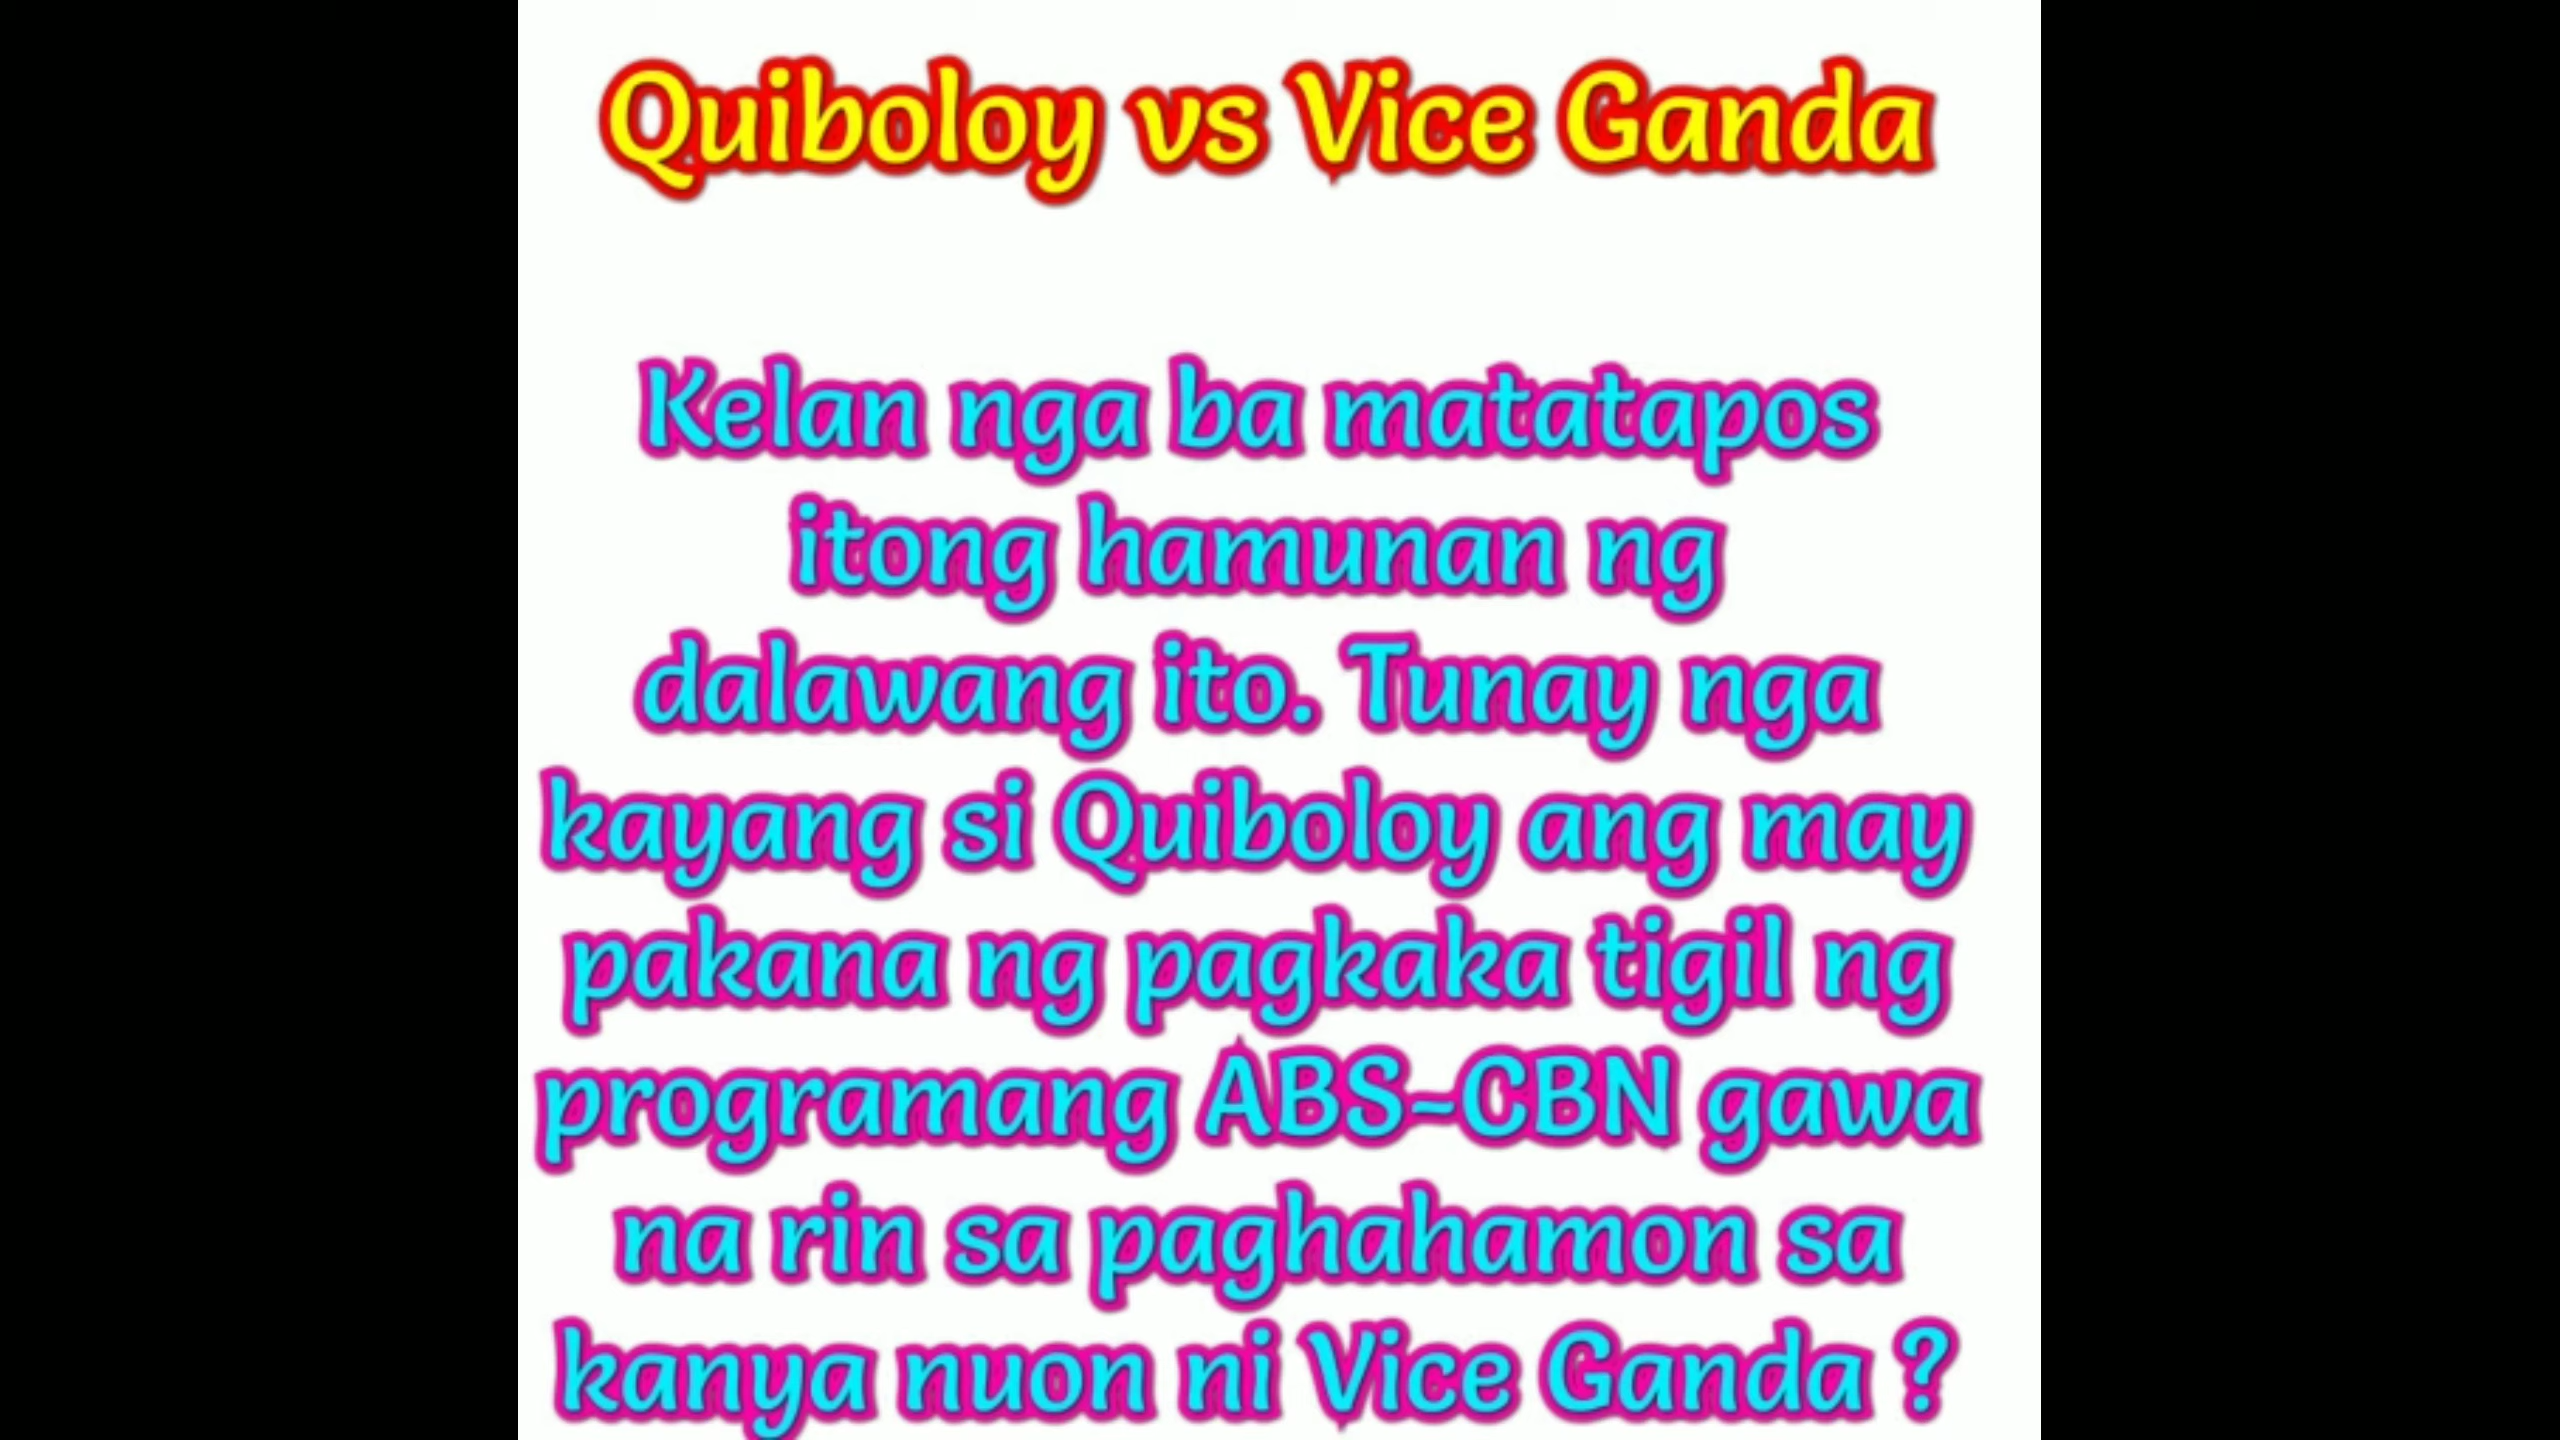 Quiboloy vs Vice Ganda
Kelan nga ba matatapos
itong hamunan ng
dalawang ito. Tunay nga
kayang si Quiboloy ang may
pakana ng pagkaka tigil ng
programang ABS-CBN gawa
na rin sa paghahamon sa
kanya nuon ni Vice Ganda ?